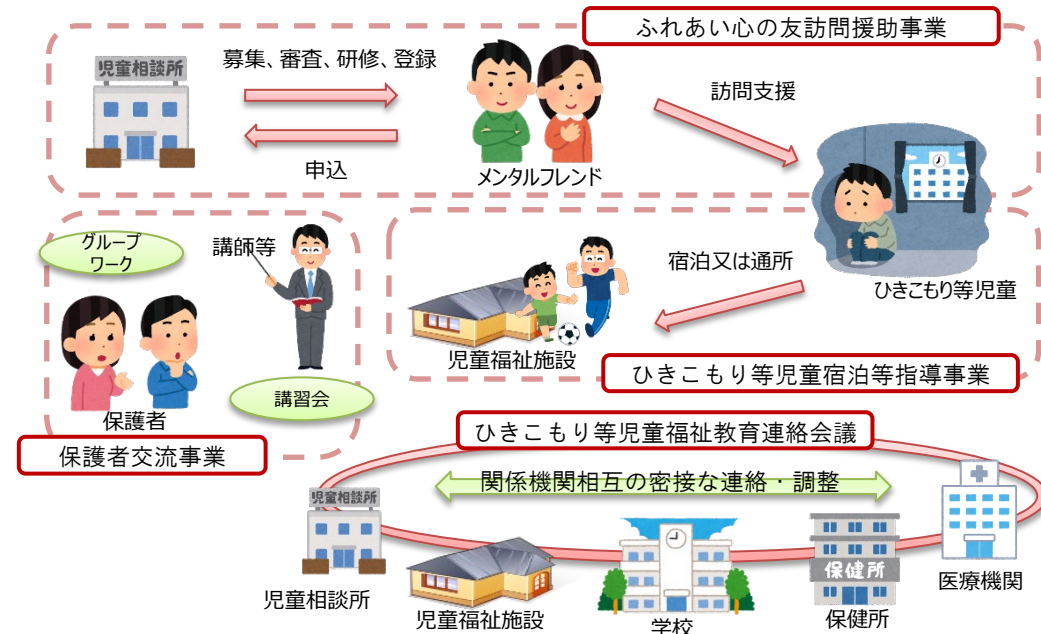 ふれあい心の友訪問援助事業
児童相談所
募集、審査、研修、登録
申込
メンタルフレンド
訪問支援
ひきこもり等児童
グループ
ワーク
講師等
保護者
講習会
保護者交流事業
宿泊又は通所
児童福祉施設
ひきこもり等児童宿泊等指導事業
ひきこもり等児童福祉教育連絡会議
関係機関相互の密接な連絡・調整
児童相談所
児童相談所
児童福祉施設
学校
保健所
保健所
医療機関